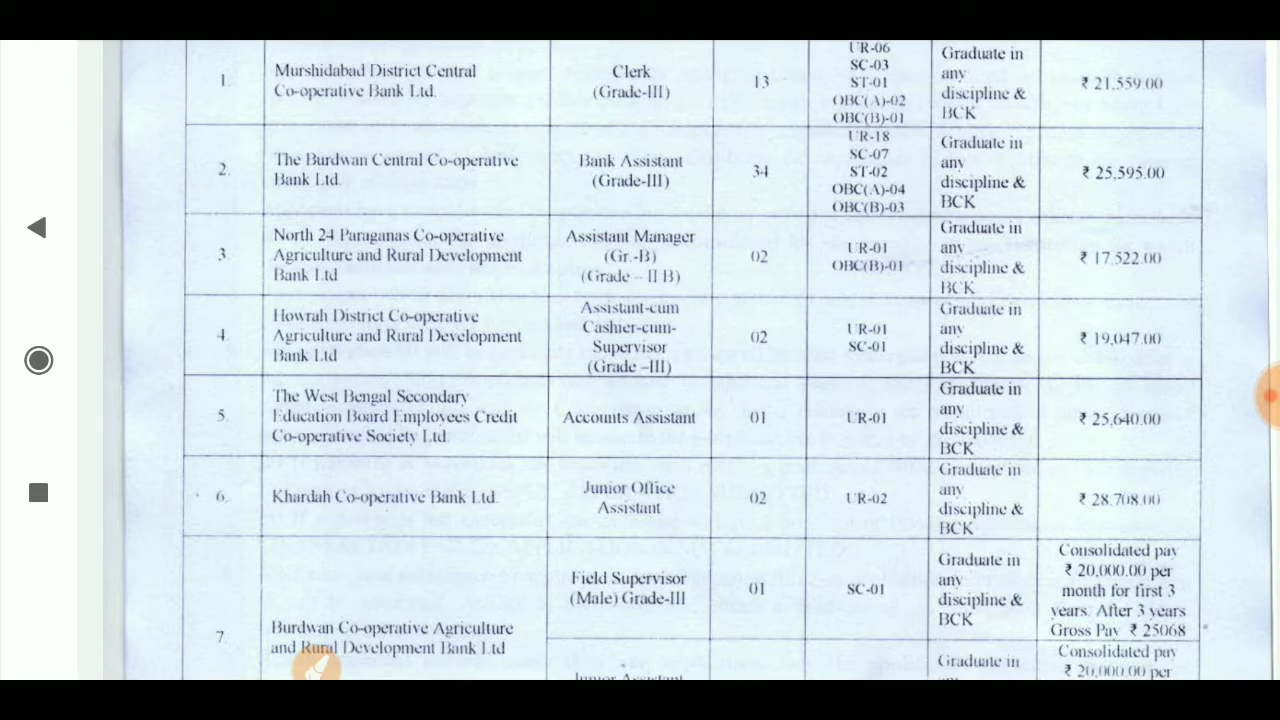 1.
Murshidabad District Central
Co-operative Bank Ltd.
Clerk
(Grade-III)
13
UR-06
SC-03
ST-01
OBC(A)-02
OBC(B)-01
Graduate in
any
discipline &
BCK
₹ 21,559.00
2.
The Burdwan Central Co-operative
Bank Ltd.
Bank Assistant
(Grade-III)
34
UR-18
SC-07
ST-02
OBC(A)-04
OBC(B)-03
Graduate in
any
discipline &
BCK
₹ 25,595.00
3.
North 24 Paraganas Co-operative
Agriculture and Rural Development
Bank Ltd
Assistant Manager
(Gr.-B)
(Grade – II B)
02
UR-01
OBC(B)-01
Graduate in
any
discipline &
BCK
₹ 17,522.00
4.
Howrah District Co-operative
Agriculture and Rural Development
Bank Ltd
Assistant-cum
Cashier-cum-
Supervisor
(Grade –III)
02
UR-01
SC-01
Graduate in
any
discipline &
BCK
₹ 19,047.00
5.
The West Bengal Secondary
Education Board Employees Credit
Co-operative Society Ltd.
Accounts Assistant
01
UR-01
Graduate in
any
discipline &
BCK
₹ 25,640.00
6.
Khardah Co-operative Bank Ltd.
Junior Office
Assistant
02
UR-02
Graduate in
any
discipline &
BCK
₹ 28,708.00
7.
Burdwan Co-operative Agriculture
and Rural Development Bank Ltd
Field Supervisor
(Male) Grade-III
01
SC-01
Graduate in
any
discipline &
BCK
Consolidated pay
₹ 20,000.00 per
month for first 3
years. After 3 years
Gross Pay ₹ 25068
Junior Assistant
Graduate in
any
Consolidated pay
₹ 20,000.00 per